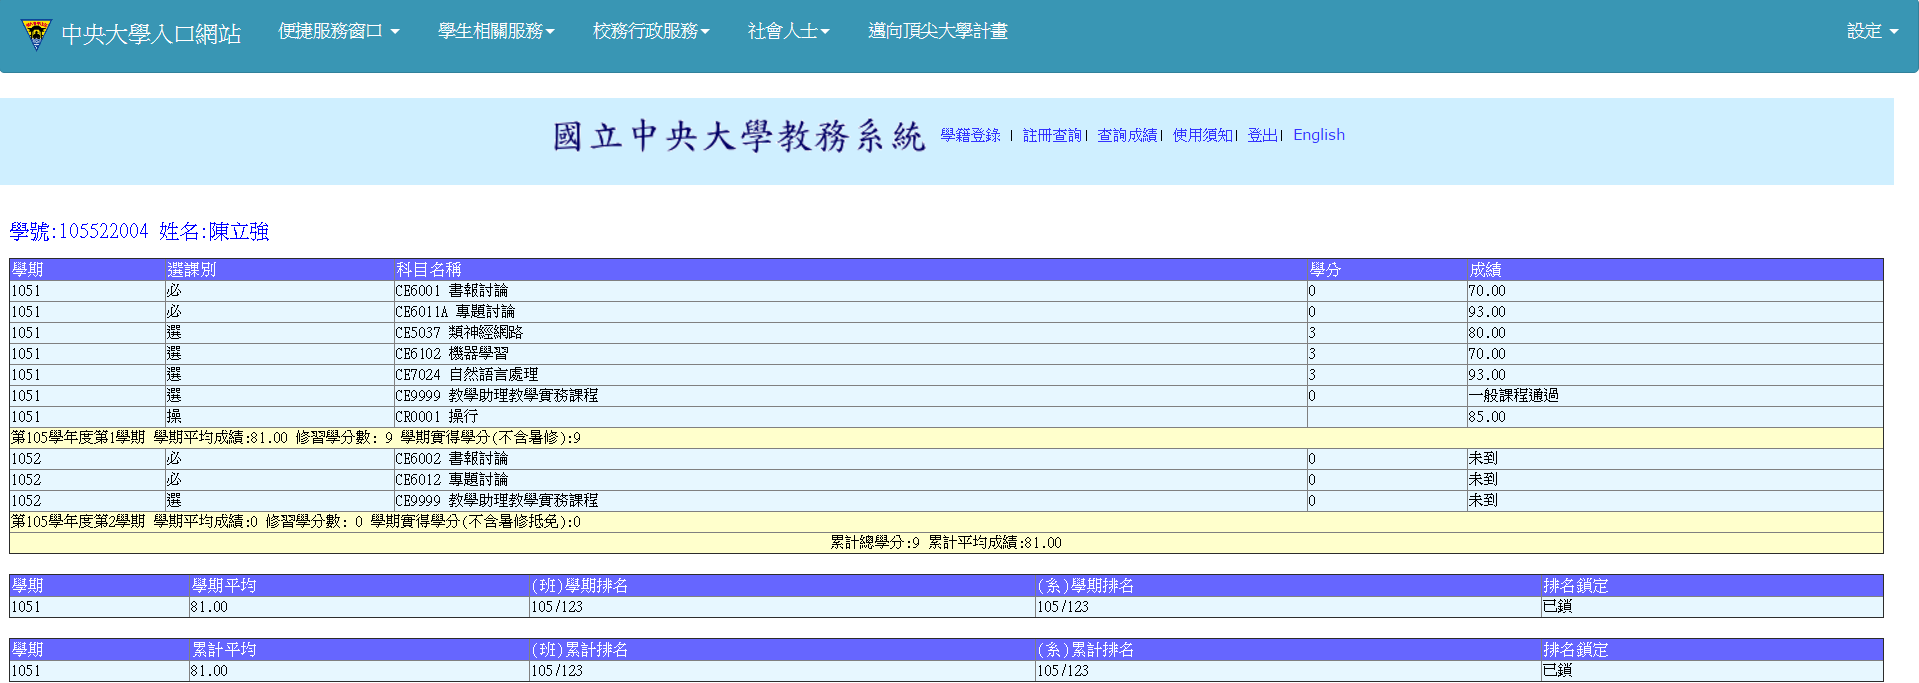 中央大學入口網站 便捷服務窗口 學生相關服務 校務行政服務 社會人士 邁向頂尖大學計畫 設定
國立中央大學教務系統 學籍登錄 | 註冊查詢| 查詢成績| 使用須知| 登出| English
學號:105522004 姓名:陳立強
學期 選課別 科目名稱 學分 成績
1051 必 CE6001 書報討論 0 70.00
1051 必 CE6011A 專題討論 0 93.00
1051 選 CE5037 類神經網路 3 80.00
1051 選 CE6102 機器學習 3 70.00
1051 選 CE7024 自然語言處理 3 93.00
1051 選 CE9999 教學助理教學實務課程 0 一般課程通過
1051 操 CR0001 操行 85.00
第105學年度第1學期 學期平均成績:81.00 修習學分數: 9 學期實得學分(不含暑修):9
1052 必 CE6002 書報討論 0 未到
1052 必 CE6012 專題討論 0 未到
1052 選 CE9999 教學助理教學實務課程 0 未到
第105學年度第2學期 學期平均成績:0 修習學分數: 0 學期實得學分(不含暑修抵免):0
累計總學分:9 累計平均成績:81.00
學期 學期平均 (班)學期排名 (系)學期排名 排名鎖定
1051 81.00 105/123 105/123 已鎖
學期 累計平均 (班)累計排名 (系)累計排名 排名鎖定
1051 81.00 105/123 105/123 已鎖